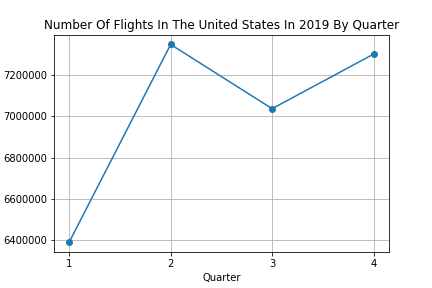 Number Of Flights In The United States In 2019 By Quarter
7200000
7000000
6800000
6600000
6400000
1 2 3 4
Quarter